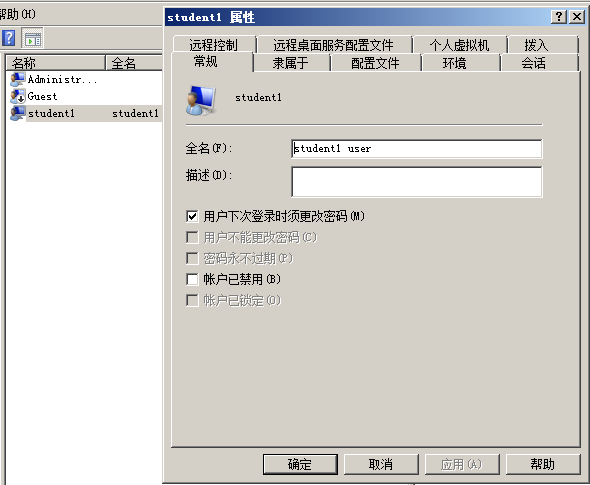 帮助(H)
student1 属性
远程控制 远程桌面服务配置文件 个人虚拟机 拨入
常规 隶属于 配置文件 环境 会话
名称 全名
Administr...
Guest
student1 student1
student1
全名(F): student1 user
描述(D):
用户下次登录时须更改密码(M)
用户不能更改密码(C)
密码永不过期(P)
帐户已禁用(B)
帐户已锁定(O)
确定 取消 应用(A) 帮助